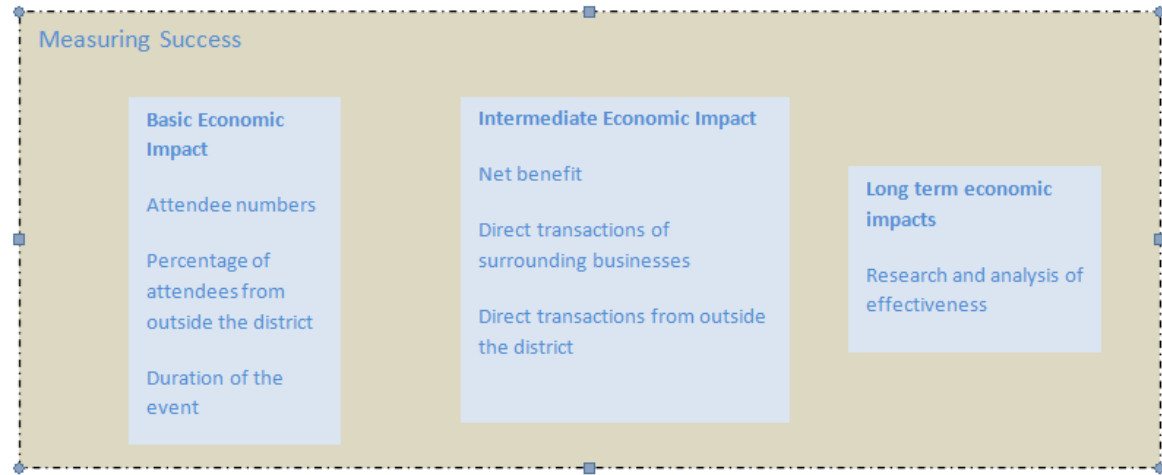 Measuring Success
Basic Economic
Impact
Attendee numbers
Percentage of
attendees from
outside the district
Duration of the
event
Intermediate Economic Impact
Net benefit
Direct transactions of
surrounding businesses
Direct transactions from outside
the district
Long term economic
impacts
Research and analysis of
effectiveness